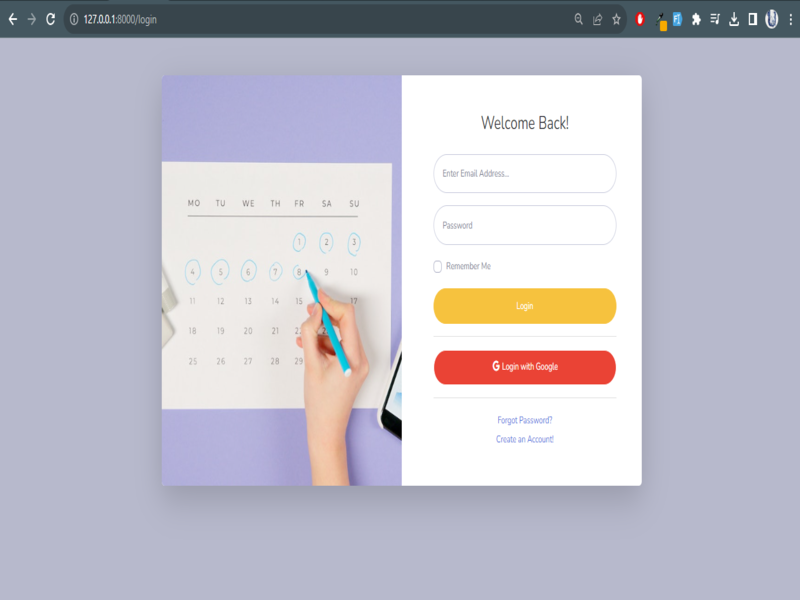 127.0.0.1:8000/login
MO TU WE TH FR SA SU
1 2 3
4 5 6 7 8 9 10
11 12 13 14 15 17
18 19 20 21
25 26 27 28 29
Welcome Back!
Enter Email Address...
Password
Remember Me
Login
G Login with Google
Forgot Password?
Create an Account!